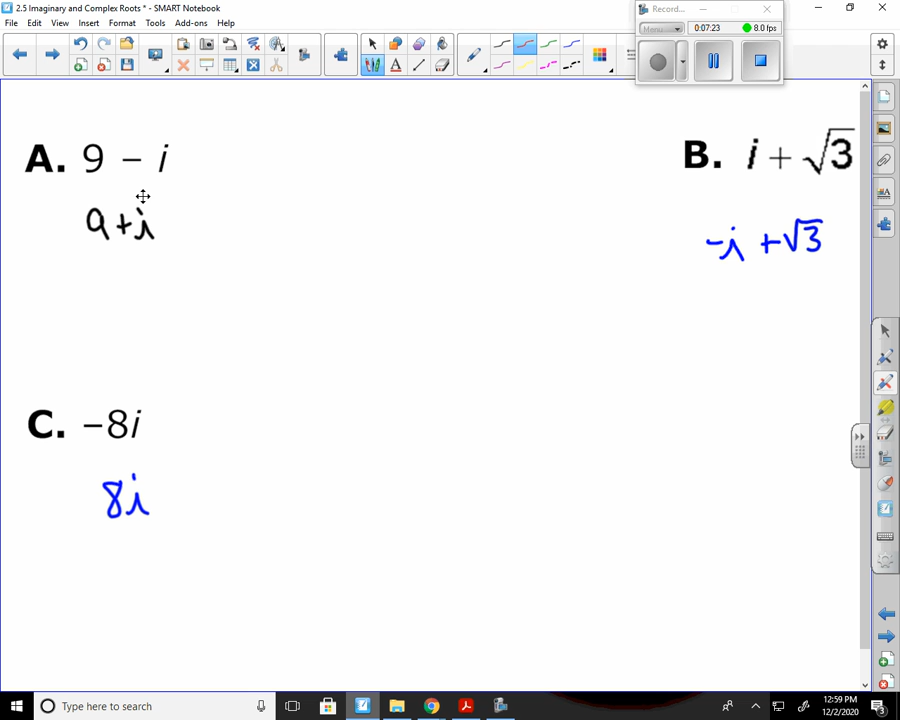 2.5 Imaginary and Complex Roots * - SMART Notebook
File Edit View Insert Format Tools Add-ons Help
Record...
Menu
0:07:23
8.0 fps
A. 9 − i
9 + i
B. i + √3
-i + √3
C. −8i
8i
Type here to search
12:59 PM
12/2/2020
3